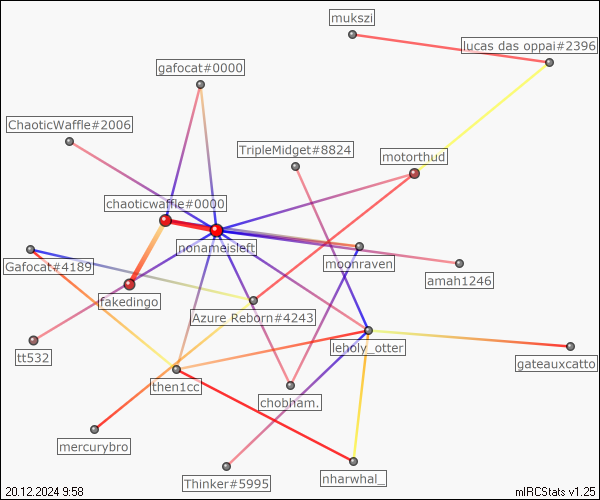 mukszi
lucas das oppai#2396
gafocat#0000
ChaoticWaffle#2006
TripleMidget#8824
motorthud
chaoticwaffle#0000
nonameisleft
moonraven
Gafocat#4189
amah1246
fakedingo
Azure Reborn#4243
leholy_otter
tt532
gateauxcatto
then1cc
chobham.
mercurybro
Thinker#5995
nharwhal_
20.12.2024 9:58
mIRCStats v1.25